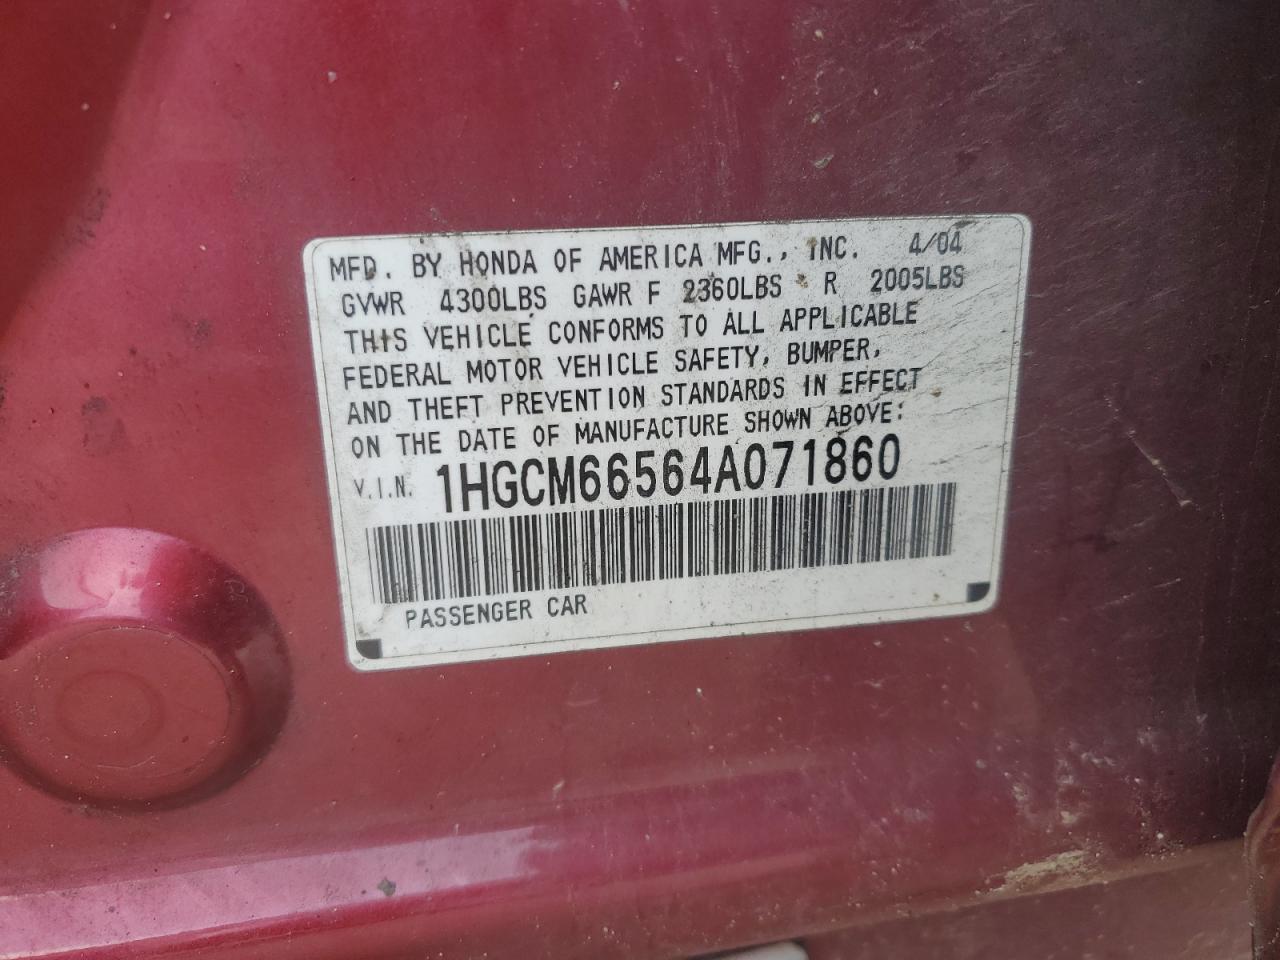 MFD. BY HONDA OF AMERICA MFG., INC. 4/04
GVWR 4300LBS GAWR F 2360LBS R 2005LBS
THIS VEHICLE CONFORMS TO ALL APPLICABLE
FEDERAL MOTOR VEHICLE SAFETY, BUMPER,
AND THEFT PREVENTION STANDARDS IN EFFECT
ON THE DATE OF MANUFACTURE SHOWN ABOVE:
V.I.N. 1HGCM66564A071860
PASSENGER CAR